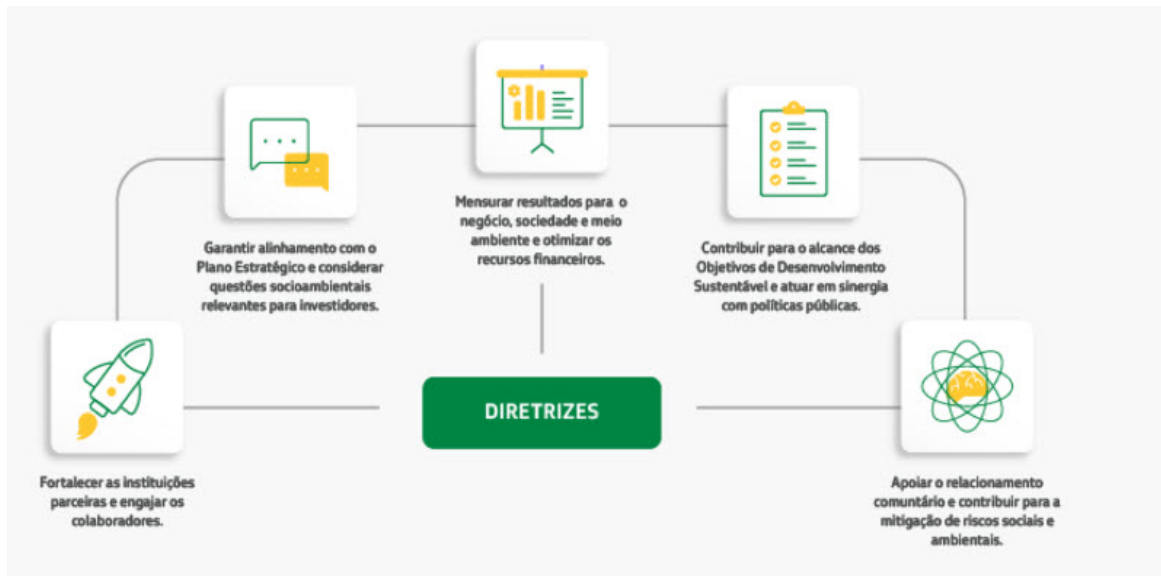 Mensurar resultados para o
negócio, sociedade e meio
ambiente e otimizar os
recursos financeiros.
Garantir alinhamento com o
Plano Estratégico e considerar
questões socioambientais
relevantes para investidores.
Contribuir para o alcance dos
Objetivos de Desenvolvimento
Sustentável e atuar em sinergia
com políticas públicas.
DIRETRIZES
Fortalecer as instituições
parceiras e engajar os
colaboradores.
Apoiar o relacionamento
comuntário e contribuir para a
mitigação de riscos sociais e
ambientais.